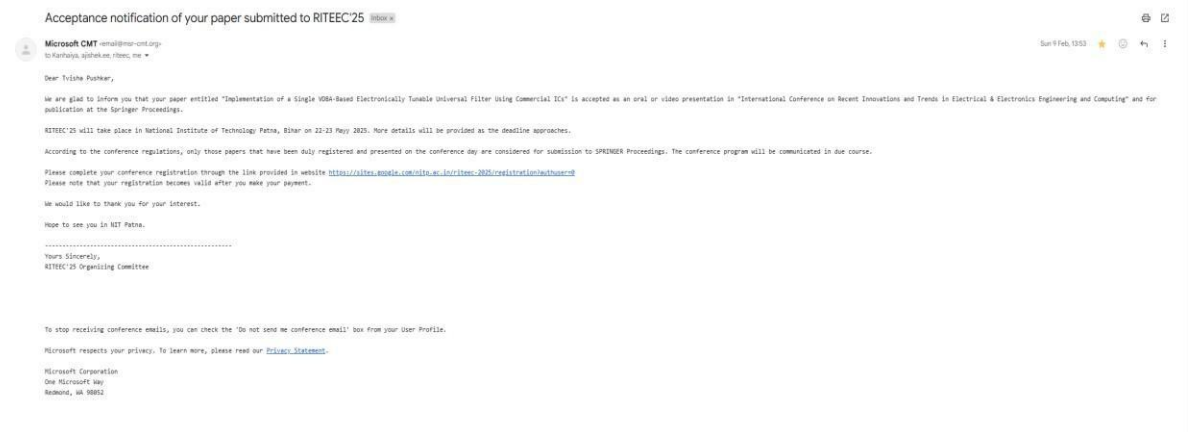 Acceptance notification of your paper submitted to RITEEC'25 Inbox x
Microsoft CMT <email@msr-cmt.org>
Sun 9 Feb, 13:53
to Kanhaiya, ajishek.ee, riteec, me
Dear Tvisha Pushkar,
We are glad to inform you that your paper entitled "Implementation of a Single VDBA-Based Electronically Tunable Universal Filter Using Commercial ICs" is accepted as an oral or video presentation in "International Conference on Recent Innovations and Trends in Electrical & Electronics Engineering and Computing" and for
publication at the Springer Proceedings.
RITEEC'25 will take place in National Institute of Technology Patna, Bihar on 22-23 Mayy 2025. More details will be provided as the deadline approaches.
According to the conference regulations, only those papers that have been duly registered and presented on the conference day are considered for submission to SPRINGER Proceedings. The conference program will be communicated in due course.
Please complete your conference registration through the link provided in website https://sites.google.com/nitp.ac.in/riteec-2025/registration?authuser=0
Please note that your registration becomes valid after you make your payment.
We would like to thank you for your interest.
Hope to see you in NIT Patna.
------------------------------------------------------
Yours Sincerely,
RITEEC'25 Organizing Committee
To stop receiving conference emails, you can check the 'Do not send me conference email' box from your User Profile.
Microsoft respects your privacy. To learn more, please read our Privacy Statement.
Microsoft Corporation
One Microsoft Way
Redmond, WA 98052